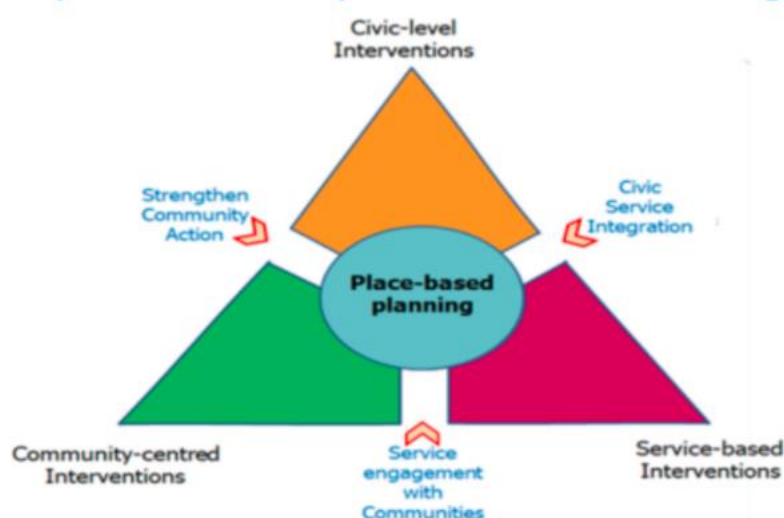 Civic-level
Interventions
Strengthen
Community
Action
Civic
Service
Integration
Place-based
planning
Community-centred
Interventions
Service
engagement
with
Communities
Service-based
Interventions